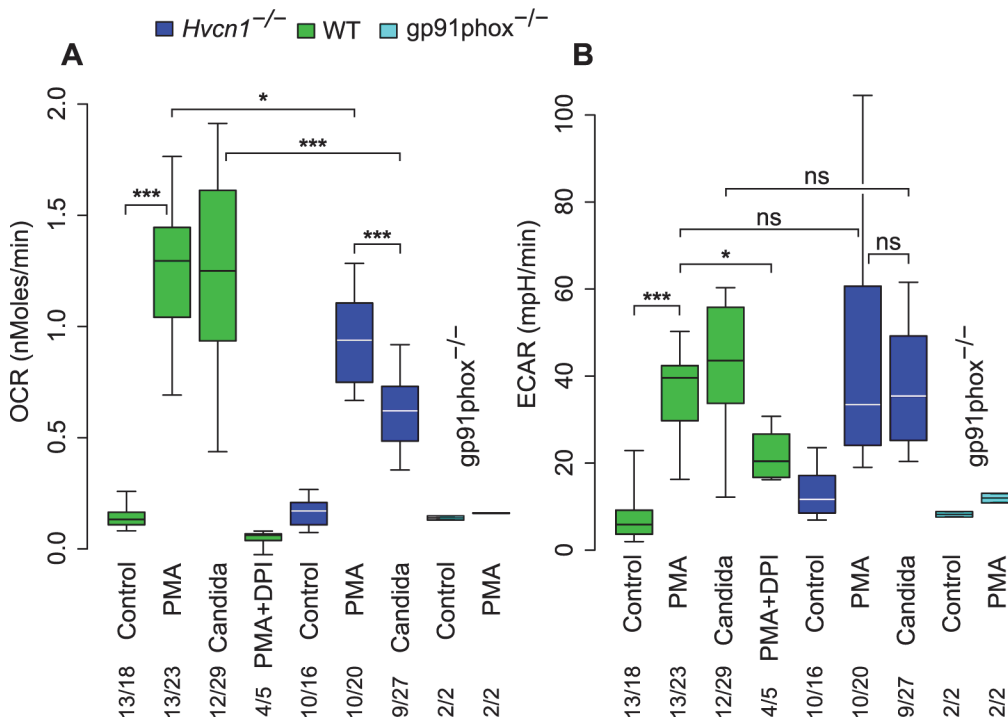 Hvcn1−/− WT gp91phox−/−
A
OCR (nMoles/min)
2.0
1.5
1.0
0.5
0.0
*
***
***
***
gp91phox−/−
Control
PMA
Candida
PMA+DPI
Control
PMA
Candida
Control
PMA
13/18
13/23
12/29
4/5
10/16
10/20
9/27
2/2
2/2
B
ECAR (mpH/min)
100
80
60
40
20
0
ns
ns
ns
*
***
gp91phox−/−
Control
PMA
Candida
PMA+DPI
Control
PMA
Candida
Control
PMA
13/18
13/23
12/29
4/5
10/16
10/20
9/27
2/2
2/2